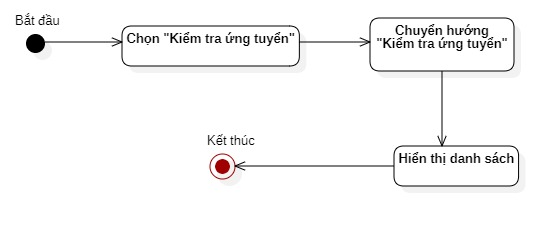 Bắt đầu
Chọn "Kiểm tra ứng tuyển"
Chuyển hướng
"Kiểm tra ứng tuyển"
Kết thúc
Hiển thị danh sách